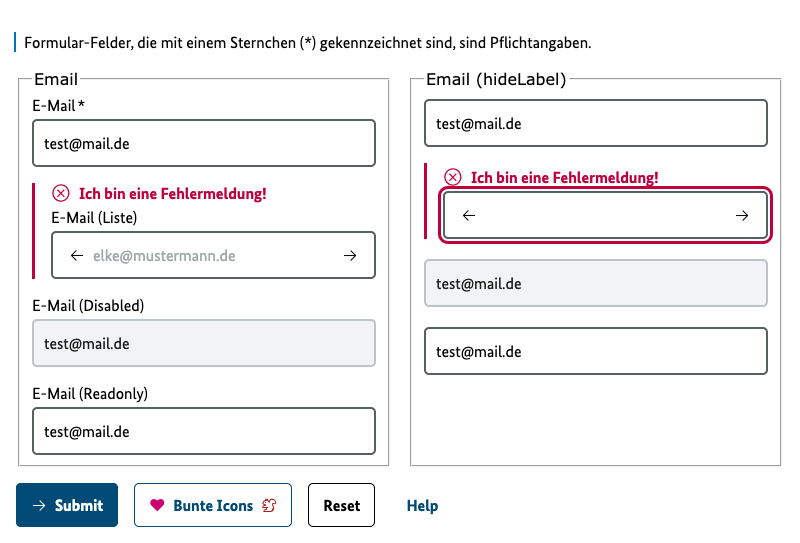 Formular-Felder, die mit einem Sternchen (*) gekennzeichnet sind, sind Pflichtangaben.
Email
E-Mail *
test@mail.de
Ich bin eine Fehlermeldung!
E-Mail (Liste)
elke@mustermann.de
E-Mail (Disabled)
test@mail.de
E-Mail (Readonly)
test@mail.de
Email (hideLabel)
test@mail.de
Ich bin eine Fehlermeldung!
test@mail.de
test@mail.de
Submit
Bunte Icons
Reset
Help